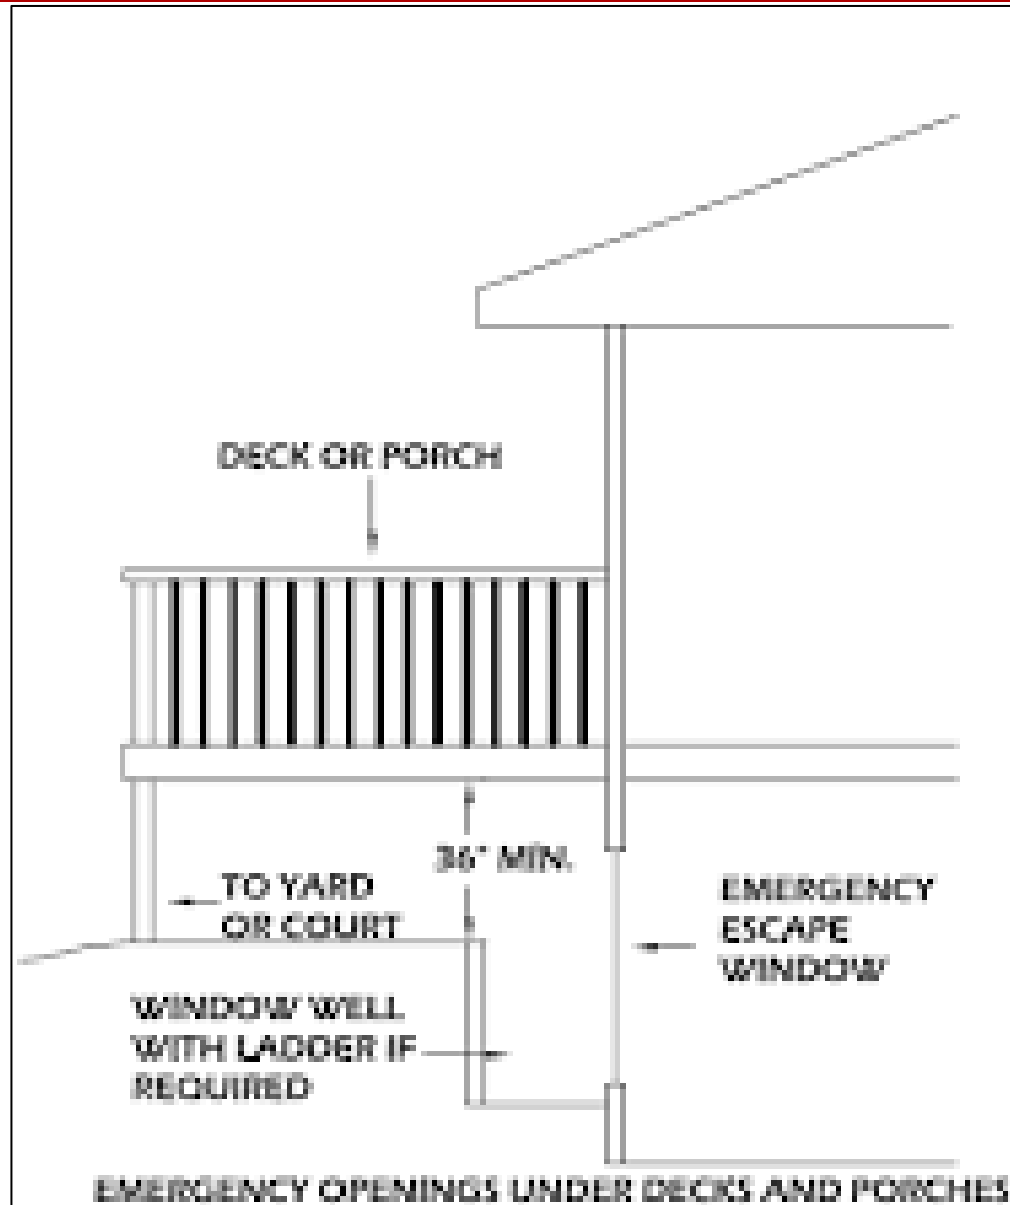 DECK OR PORCH
36" MIN.
TO YARD
OR COURT
EMERGENCY
ESCAPE
WINDOW
WINDOW WELL
WITH LADDER IF
REQUIRED
EMERGENCY OPENINGS UNDER DECKS AND PORCHES